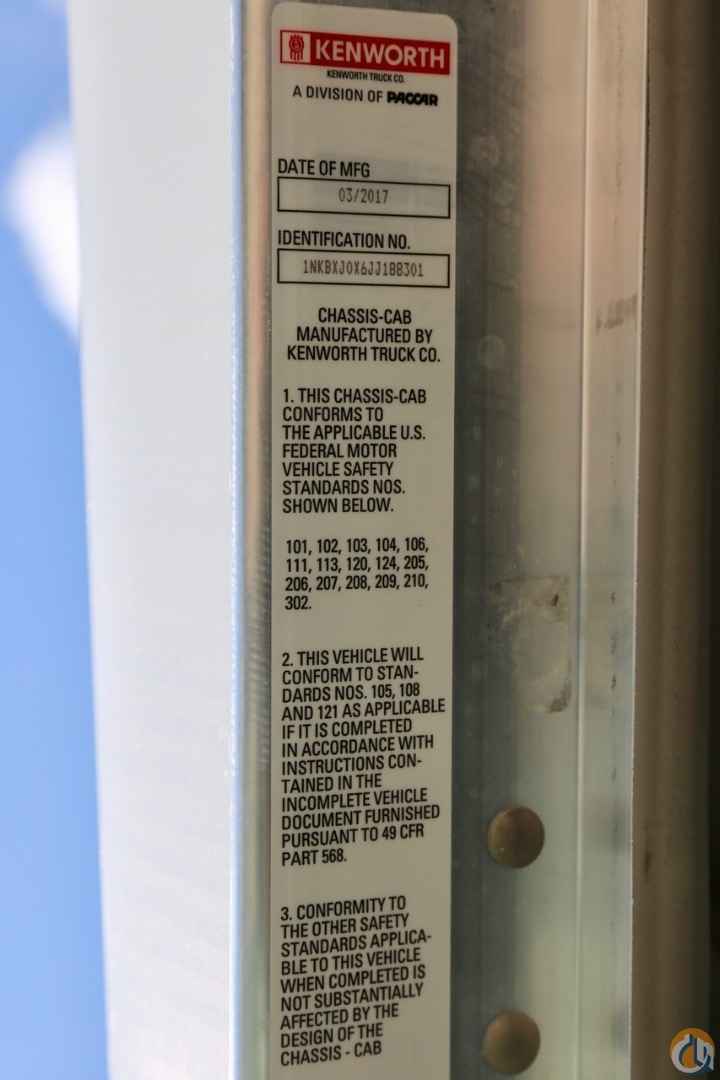 KENWORTH
KENWORTH TRUCK CO.
A DIVISION OF PACCAR
DATE OF MFG
03/2017
IDENTIFICATION NO.
1NKBXJ0X6JJ188301
CHASSIS-CAB
MANUFACTURED BY
KENWORTH TRUCK CO.
1. THIS CHASSIS-CAB
CONFORMS TO
THE APPLICABLE U.S.
FEDERAL MOTOR
VEHICLE SAFETY
STANDARDS NOS.
SHOWN BELOW.
101, 102, 103, 104, 106,
111, 113, 120, 124, 205,
206, 207, 208, 209, 210,
302.
2. THIS VEHICLE WILL
CONFORM TO STAN-
DARDS NOS. 105, 108
AND 121 AS APPLICABLE
IF IT IS COMPLETED
IN ACCORDANCE WITH
INSTRUCTIONS CON-
TAINED IN THE
INCOMPLETE VEHICLE
DOCUMENT FURNISHED
PURSUANT TO 49 CFR
PART 568.
3. CONFORMITY TO
THE OTHER SAFETY
STANDARDS APPLICA-
BLE TO THIS VEHICLE
WHEN COMPLETED IS
NOT SUBSTANTIALLY
AFFECTED BY THE
DESIGN OF THE
CHASSIS - CAB